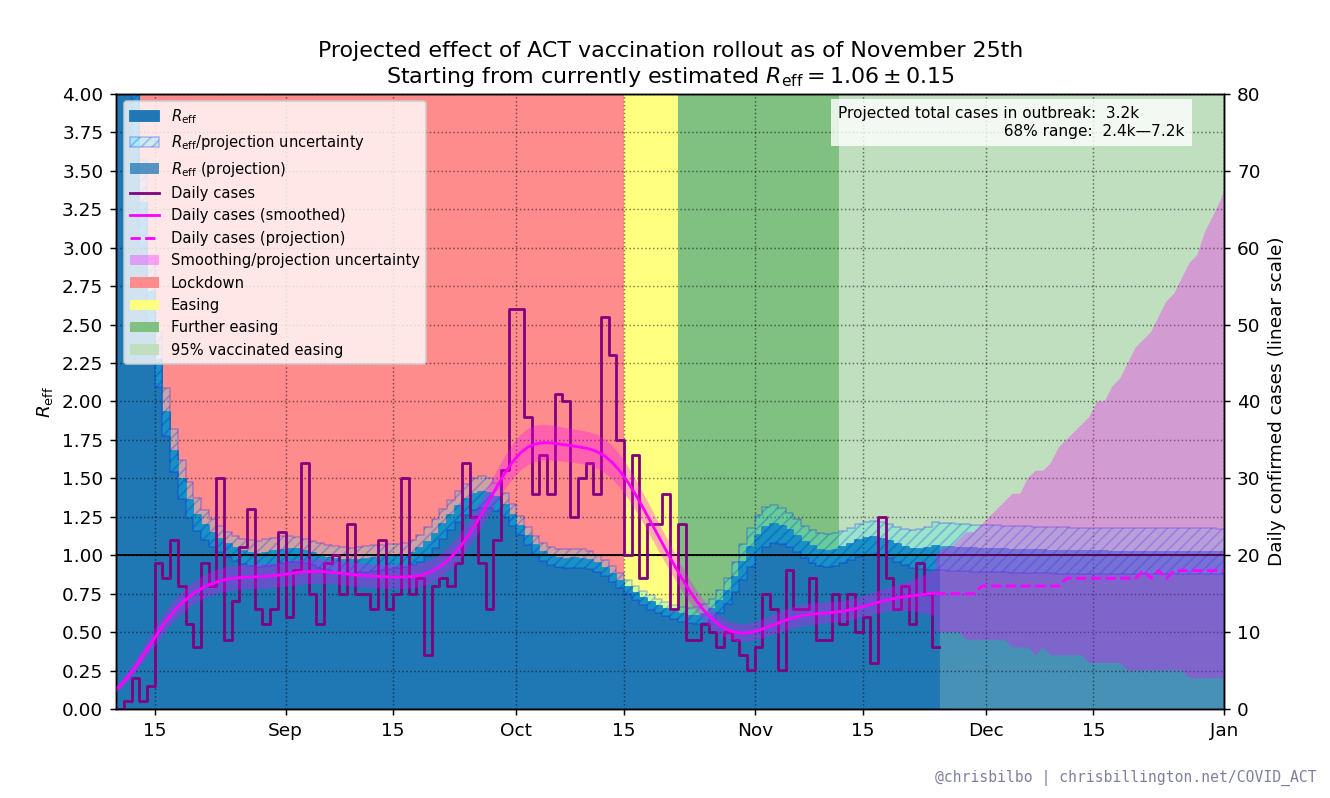 Projected effect of ACT vaccination rollout as of November 25th
Starting from currently estimated R_eff = 1.06 ± 0.15
4.00
3.75
3.50
3.25
3.00
2.75
2.50
2.25
2.00
1.75
1.50
1.25
1.00
0.75
0.50
0.25
0.00
R_eff
R_eff
R_eff/projection uncertainty
R_eff (projection)
Daily cases
Daily cases (smoothed)
Daily cases (projection)
Smoothing/projection uncertainty
Lockdown
Easing
Further easing
95% vaccinated easing
Projected total cases in outbreak: 3.2k
68% range: 2.4k—7.2k
80
70
60
50
40
30
20
10
0
Daily confirmed cases (linear scale)
15
Sep
15
Oct
15
Nov
15
Dec
15
Jan
@chrisbilbo | chrisbillington.net/COVID_ACT